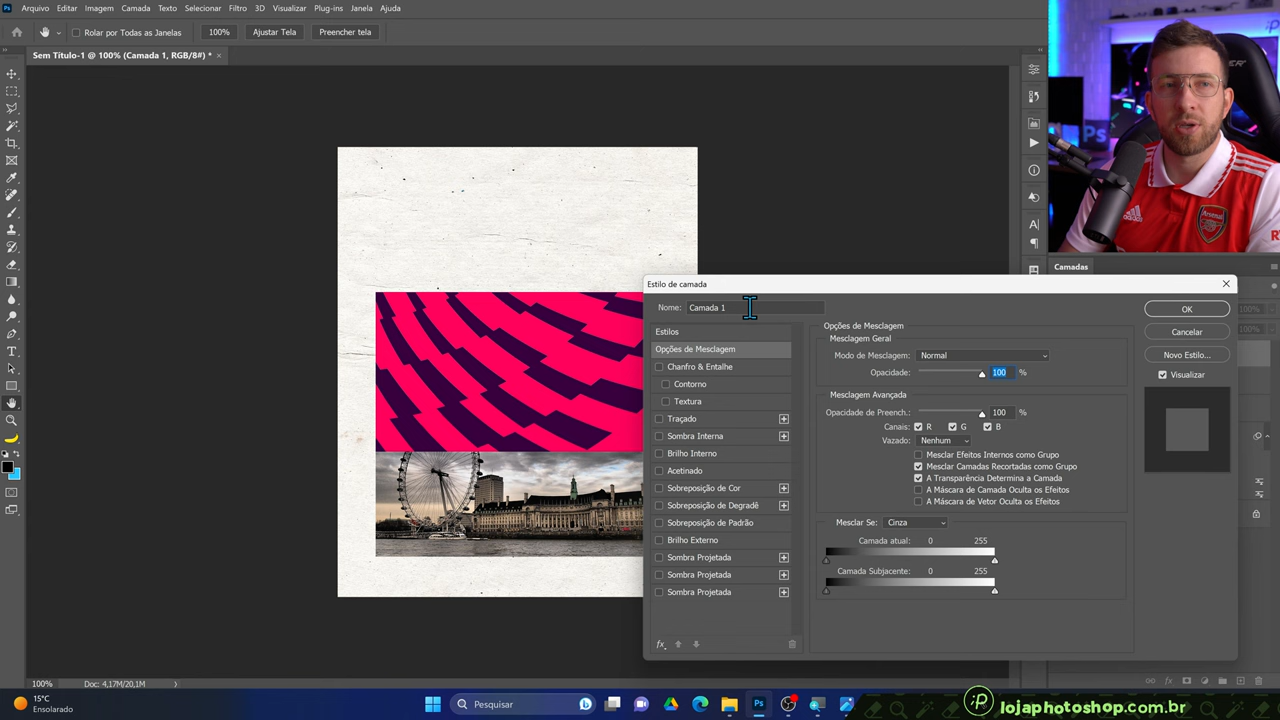 Arquivo Editar Imagem Camada Texto Selecionar Filtro 3D Visualizar Plug-ins Janela Ajuda
Rolar por Todas as Janelas 100% Ajustar Tela Preencher tela
Sem Título-1 @ 100% (Camada 1, RGB/8#) * ×
Arsenal
Camadas
Estilo de camada
Nome: Camada 1
OK
Cancelar
Novo Estilo...
Visualizar
Estilos
Opções de Mesclagem
Chanfro & Entalhe
Contorno
Textura
Traçado
Sombra Interna
Brilho Interno
Acetinado
Sobreposição de Cor
Sobreposição de Degradê
Sobreposição de Padrão
Brilho Externo
Sombra Projetada
Sombra Projetada
Sombra Projetada
fx
Opções de Mesclagem
Mesclagem Geral
Modo de Mesclagem: Normal
Opacidade: 100 %
Mesclagem Avançada
Opacidade de Preench.: 100 %
Canais: R G B
Vazado: Nenhum
Mesclar Efeitos Internos como Grupo
Mesclar Camadas Recortadas como Grupo
A Transparência Determina a Camada
A Máscara de Camada Oculta os Efeitos
A Máscara de Vetor Oculta os Efeitos
Mesclar Se: Cinza
Camada atual: 0 255
Camada Subjacente: 0 255
100% Doc: 4,17M/20,1M
15°C
Ensolarado
Pesquisar
lojaphotoshop.com.br